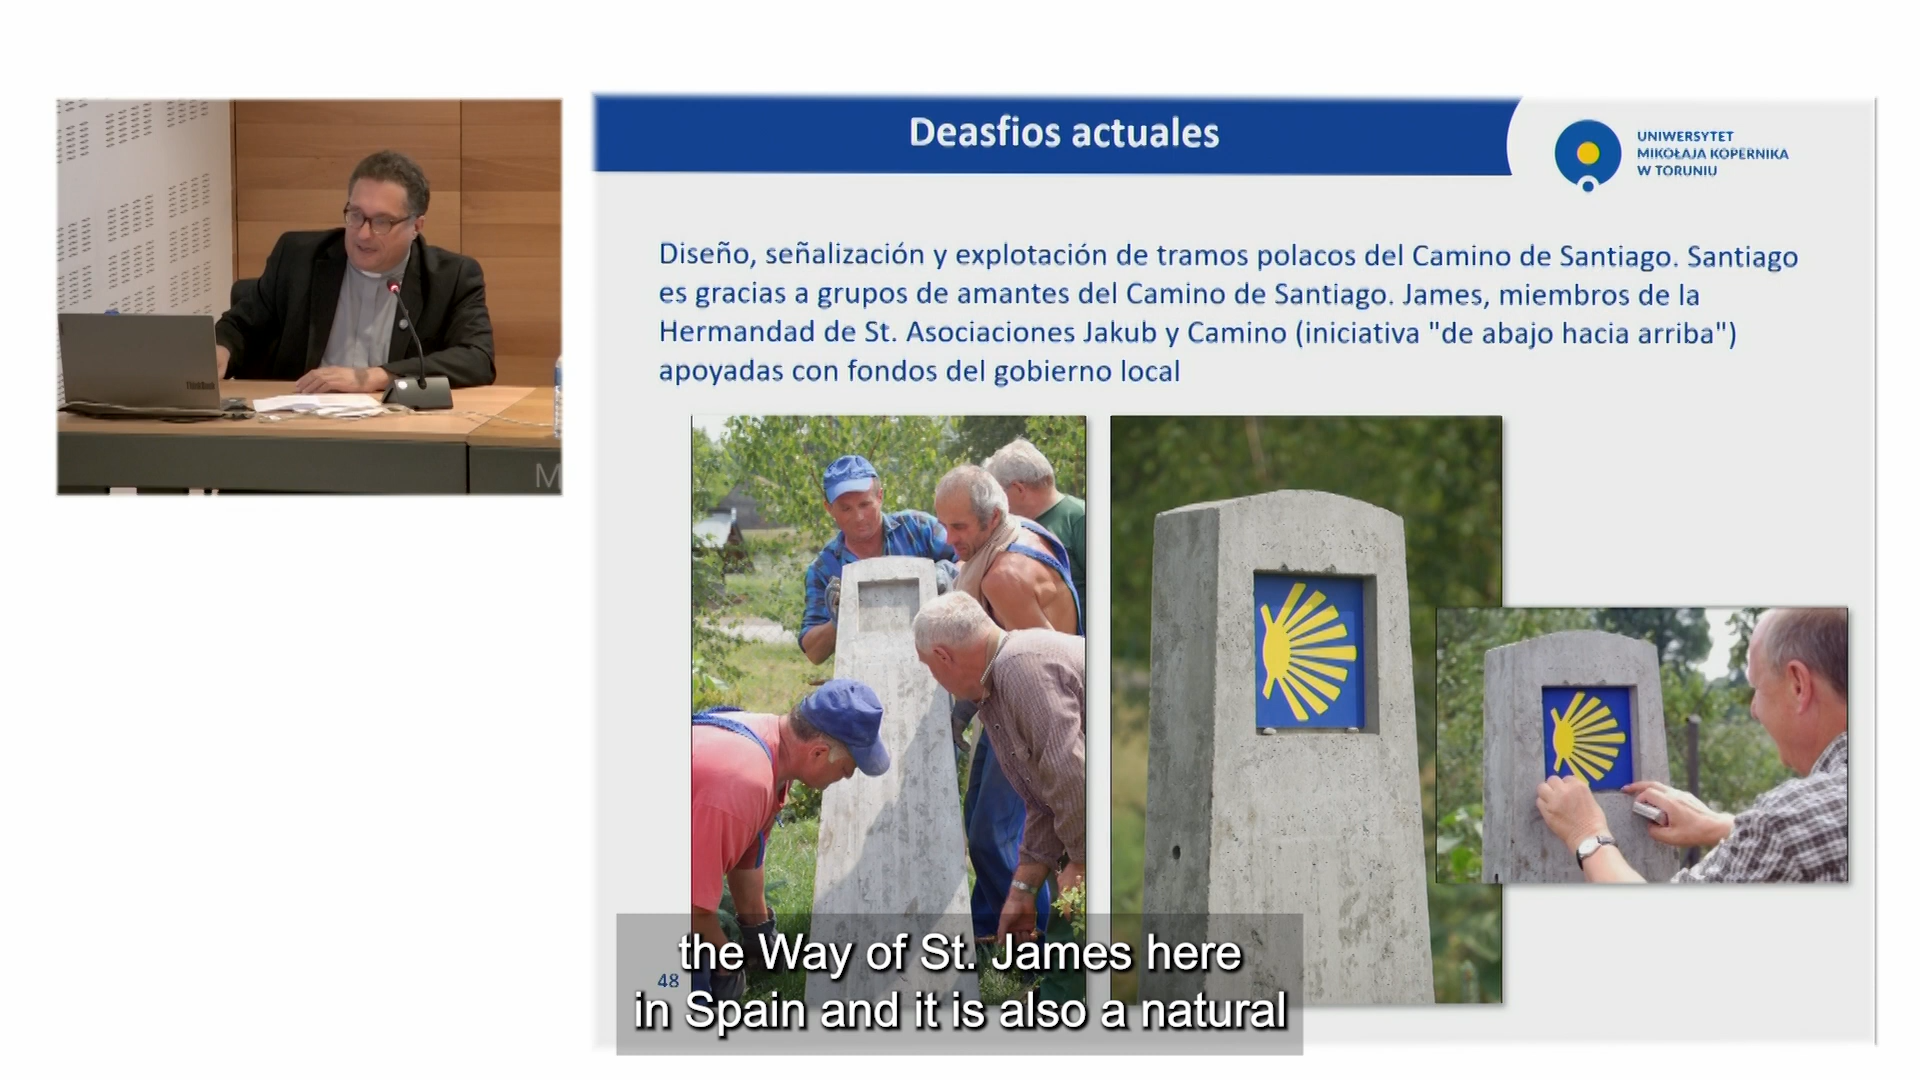 Deasfios actuales
UNIWERSYTET
MIKOŁAJA KOPERNIKA
W TORUNIU
Diseño, señalización y explotación de tramos polacos del Camino de Santiago. Santiago
es gracias a grupos de amantes del Camino de Santiago. James, miembros de la
Hermandad de St. Asociaciones Jakub y Camino (iniciativa "de abajo hacia arriba")
apoyadas con fondos del gobierno local
ThinkBook
M
the Way of St. James here
48
in Spain and it is also a natural